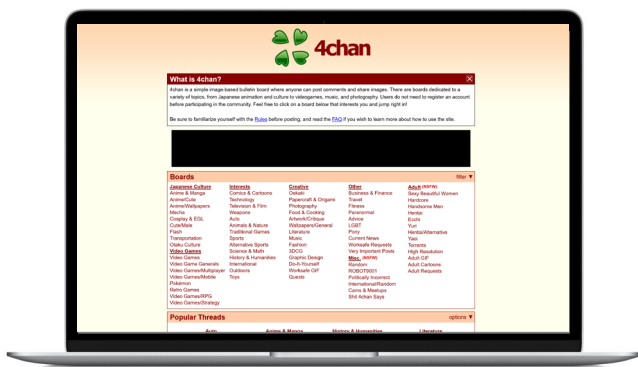 4chan
What is 4chan?
4chan is a simple image-based bulletin board where anyone can post comments and share images. There are boards dedicated to a
variety of topics, from Japanese animation and culture to videogames, music, and photography. Users do not need to register an account
before participating in the community. Feel free to click on a board below that interests you and jump right in!
Be sure to familiarize yourself with the Rules before posting, and read the FAQ if you wish to learn more about how to use the site.
Boards
filter ▼
Japanese Culture
Anime & Manga
Anime/Cute
Anime/Wallpapers
Mecha
Cosplay & EGL
Cute/Male
Flash
Transportation
Otaku Culture
Video Games
Video Games
Video Game Generals
Video Games/Multiplayer
Video Games/Mobile
Pokémon
Retro Games
Video Games/RPG
Video Games/Strategy
Interests
Comics & Cartoons
Technology
Television & Film
Weapons
Auto
Animals & Nature
Traditional Games
Sports
Alternative Sports
Science & Math
History & Humanities
International
Outdoors
Toys
Creative
Oekaki
Papercraft & Origami
Photography
Food & Cooking
Artwork/Critique
Wallpapers/General
Literature
Music
Fashion
3DCG
Graphic Design
Do-It-Yourself
Worksafe GIF
Quests
Other
Business & Finance
Travel
Fitness
Paranormal
Advice
LGBT
Pony
Current News
Worksafe Requests
Very Important Posts
Misc. (NSFW)
Random
ROBOT9001
Politically Incorrect
International/Random
Cams & Meetups
Shit 4chan Says
Adult (NSFW)
Sexy Beautiful Women
Hardcore
Handsome Men
Hentai
Ecchi
Yuri
Hentai/Alternative
Yaoi
Torrents
High Resolution
Adult GIF
Adult Cartoons
Adult Requests
Popular Threads
options ▼
Auto
Anime & Manga
History & Humanities
Literature